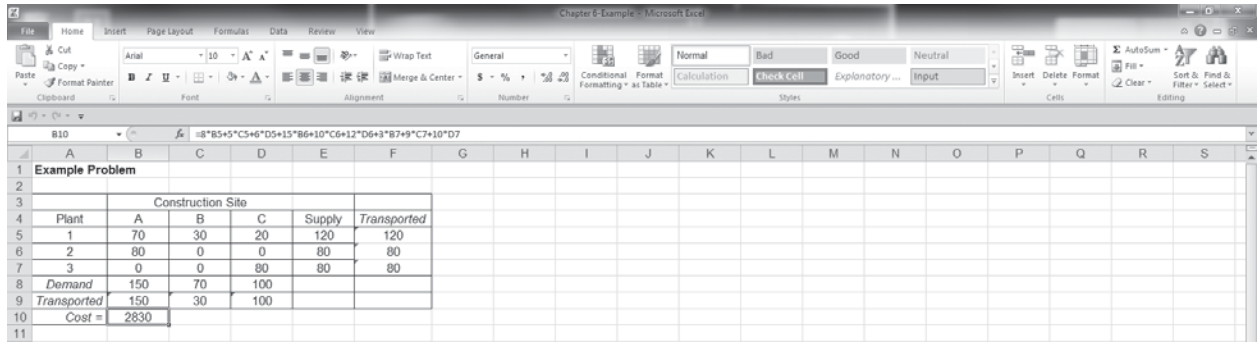 Chapter 6-Example - Microsoft Excel
File Home Insert Page Layout Formulas Data Review View
Paste
Cut
Copy
Format Painter
Clipboard
Arial 10
B I U
Font
Wrap Text
Merge & Center
Alignment
General
$ % ,
Number
Conditional Formatting
Format as Table
Normal Bad Good Neutral
Calculation Check Cell Explanatory ... Input
Styles
Insert Delete Format
Cells
Σ AutoSum
Fill
Clear
Sort & Filter
Find & Select
Editing
B10 fx =8*B5+5*C5+6*D5+15*B6+10*C6+12*D6+3*B7+9*C7+10*D7
A B C D E F G H I J K L M N O P Q R S
1 Example Problem
2
3 Construction Site
4 Plant A B C Supply Transported
5 1 70 30 20 120 120
6 2 80 0 0 80 80
7 3 0 0 80 80 80
8 Demand 150 70 100
9 Transported 150 30 100
10 Cost = 2830
11